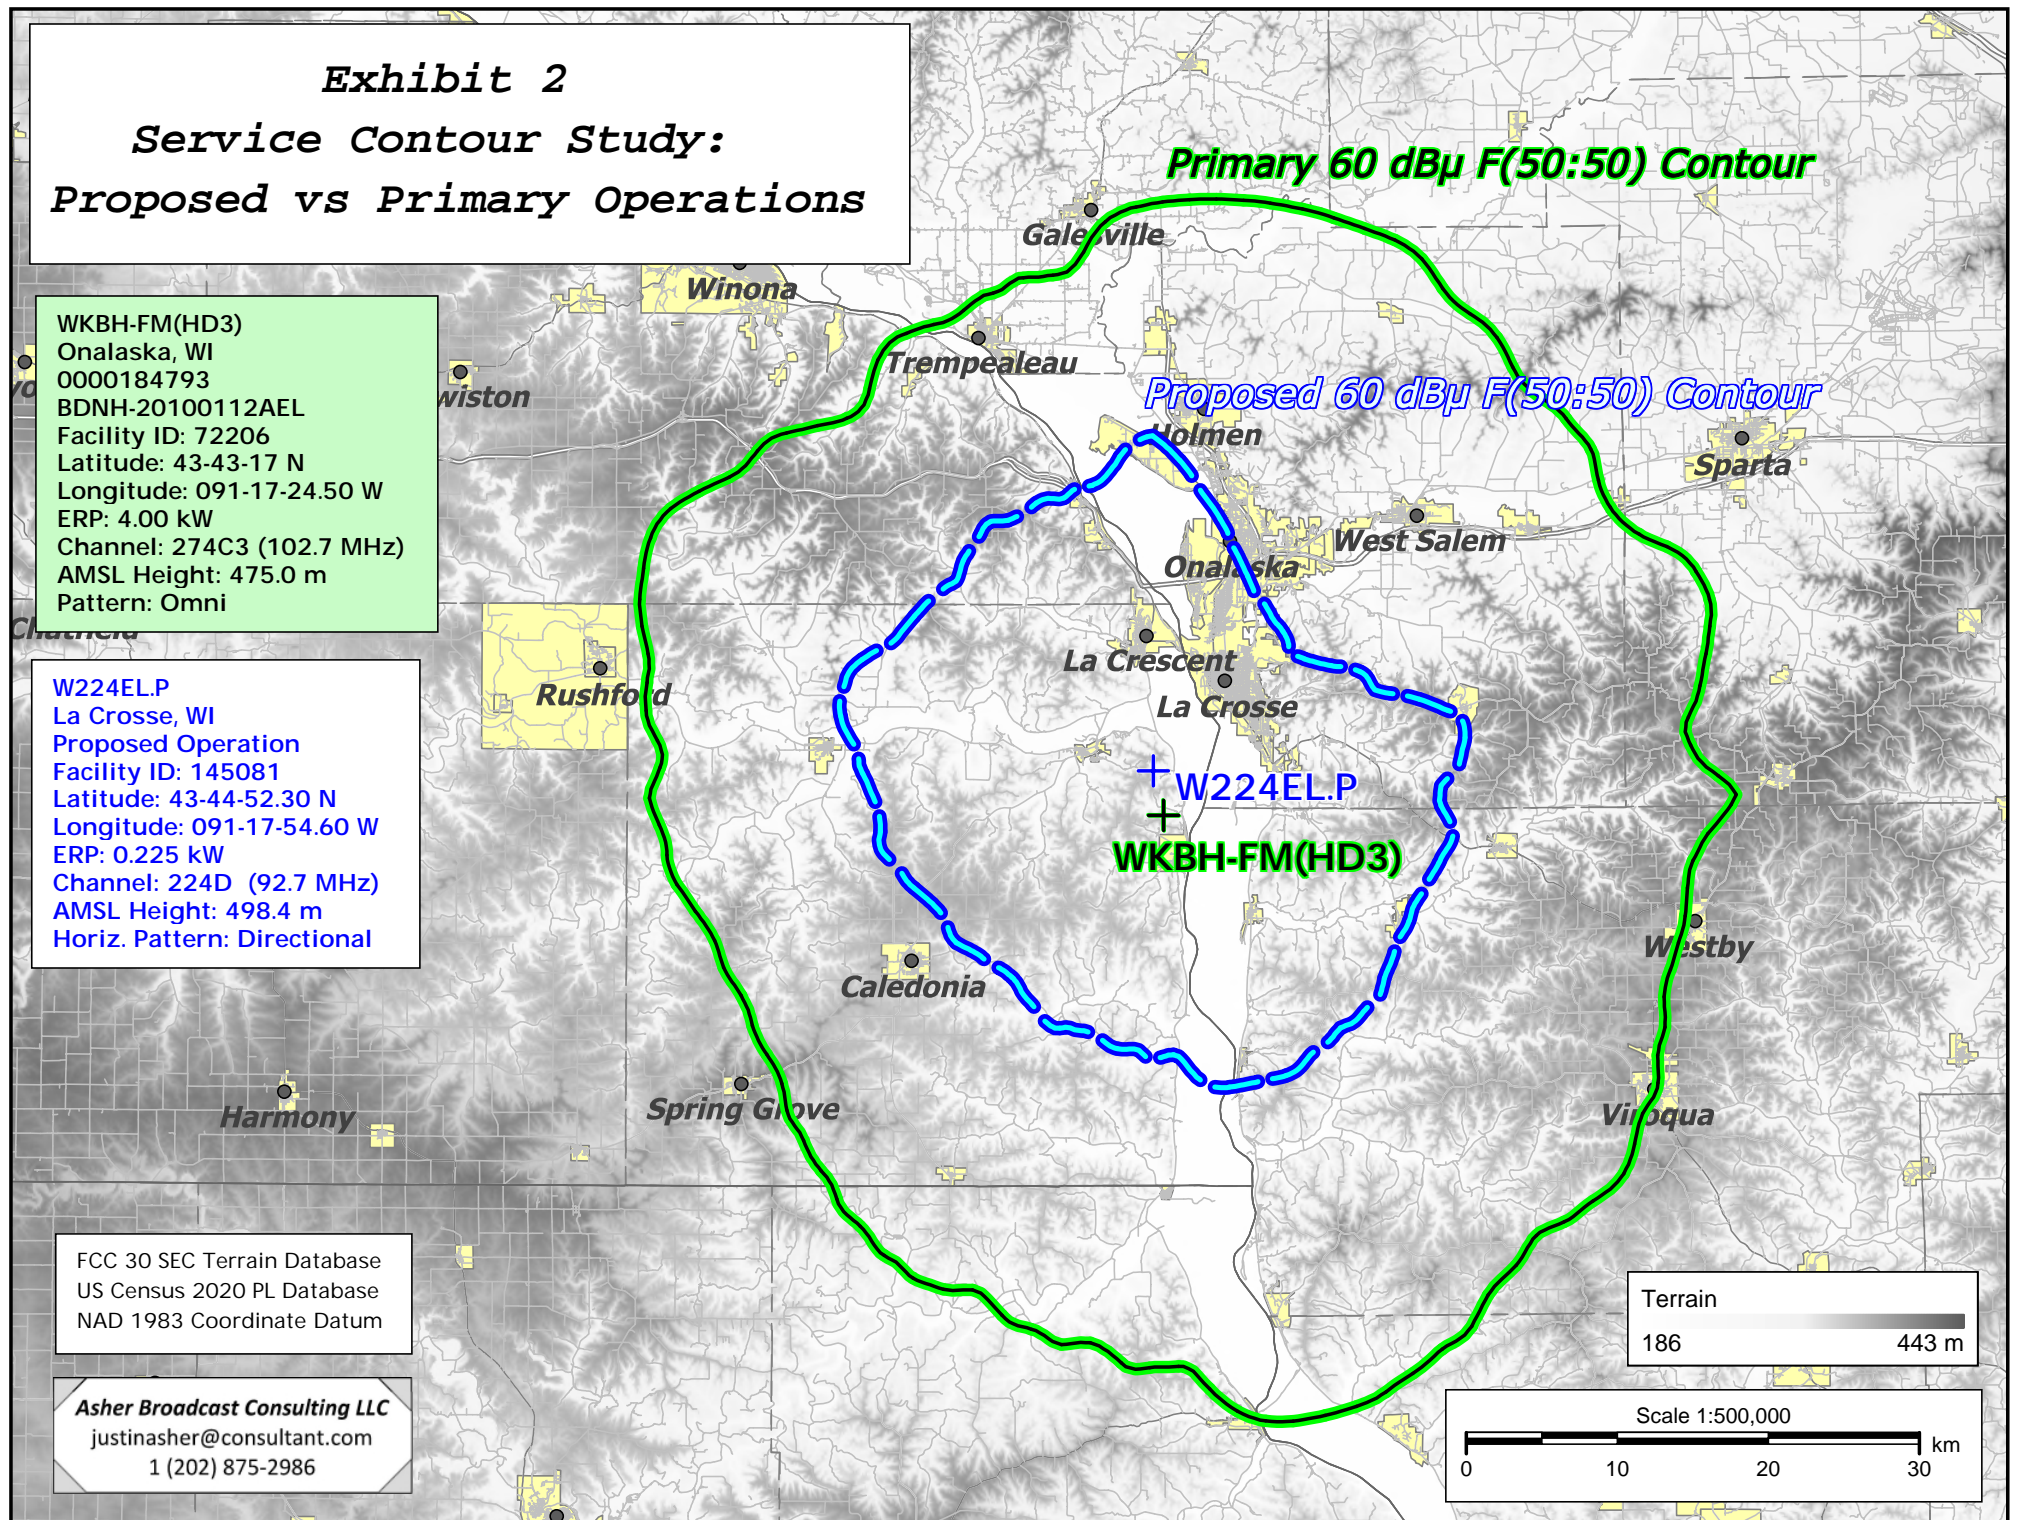 Exhibit 2
Service Contour Study:
Proposed vs Primary Operations
Primary 60 dBµ F(50:50) Contour
Galesville
Winona
WKBH-FM(HD3)
Onalaska, WI
0000184793
BDNH-20100112AEL
Facility ID: 72206
Latitude: 43-43-17 N
Longitude: 091-17-24.50 W
ERP: 4.00 kW
Channel: 274C3 (102.7 MHz)
AMSL Height: 475.0 m
Pattern: Omni
Trempealeau
wiston
Proposed 60 dBµ F(50:50) Contour
Holmen
Sparta
West Salem
Onalaska
La Crescent
La Crosse
Rushford
W224EL.P
La Crosse, WI
Proposed Operation
Facility ID: 145081
Latitude: 43-44-52.30 N
Longitude: 091-17-54.60 W
ERP: 0.225 kW
Channel: 224D (92.7 MHz)
AMSL Height: 498.4 m
Horiz. Pattern: Directional
W224EL.P
WKBH-FM(HD3)
Westby
Caledonia
Harmony
Spring Grove
Viroqua
FCC 30 SEC Terrain Database
US Census 2020 PL Database
NAD 1983 Coordinate Datum
Asher Broadcast Consulting LLC
justinasher@consultant.com
1 (202) 875-2986
Terrain
186 443 m
Scale 1:500,000
km
0 10 20 30